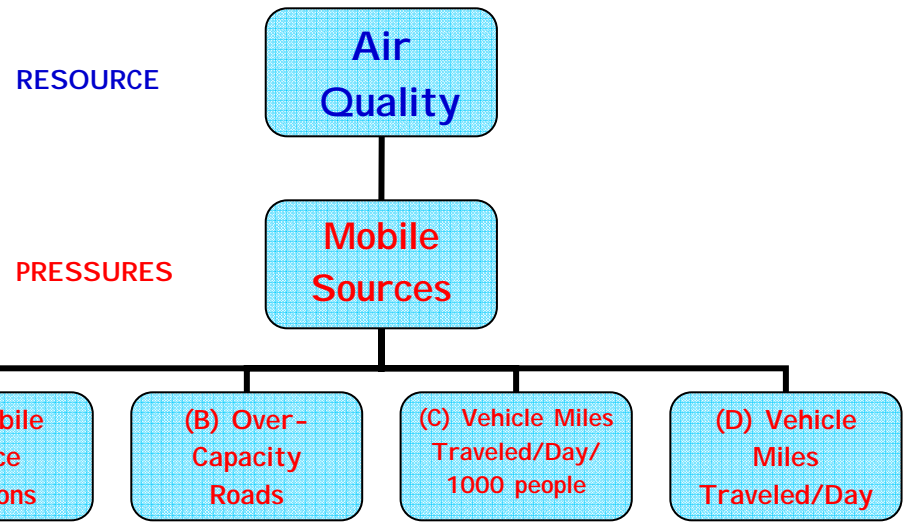 Air
RESOURCE
Quality
Mobile
PRESSURES
Sources
(B) Over-
Capacity
Roads
(C) Vehicle Miles
Traveled/Day/
1000 people
(D) Vehicle
Miles
Traveled/Day